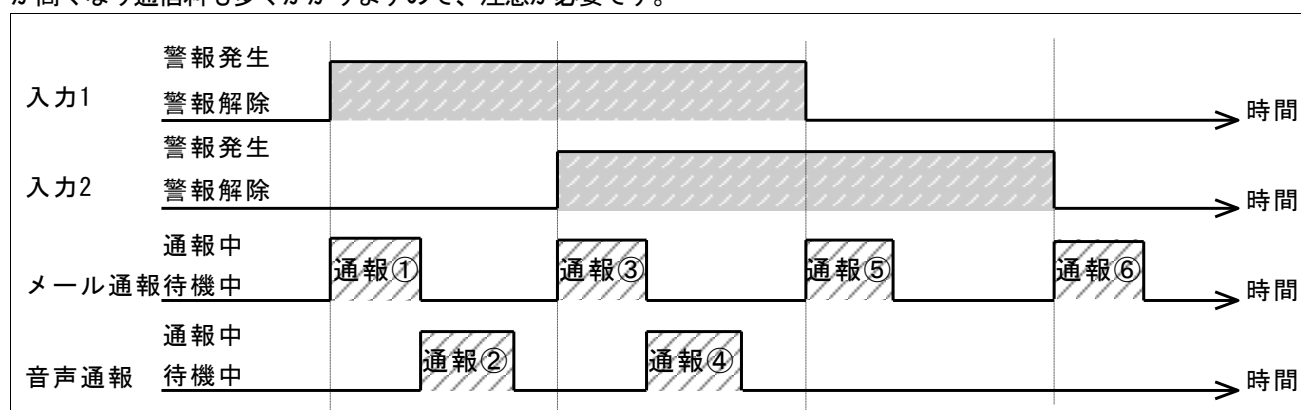 が高くなり通信料も多くかかりますので、注意が必要です。
警報発生
入力1
警報解除
時間
警報発生
入力2
警報解除
時間
通報中
通報①
通報③
通報⑤
通報⑥
メール通報待機中
時間
通報中
通報②
通報④
音声通報 待機中
時間